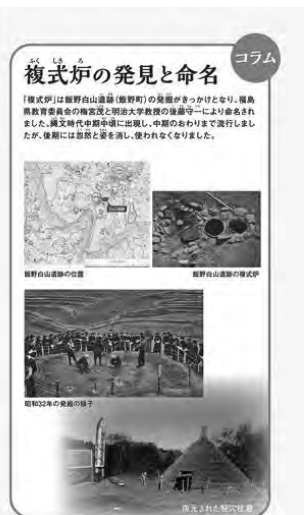 コラム
ふく しき ろ
複式炉の発見と命名
「複式炉」は飯野白山遺跡(飯野町)の発掘がきっかけとなり、福島
県教育委員会の梅宮茂と明治大学教授の後藤守一により命名され
ました。縄文時代中期中頃に出現し、中期のおわりまで流行しまし
たが、後期には忽然と姿を消し、使われなくなりました。
飯野白山遺跡の位置
飯野白山遺跡の複式炉
昭和32年の発掘の様子
復元された竪穴住居